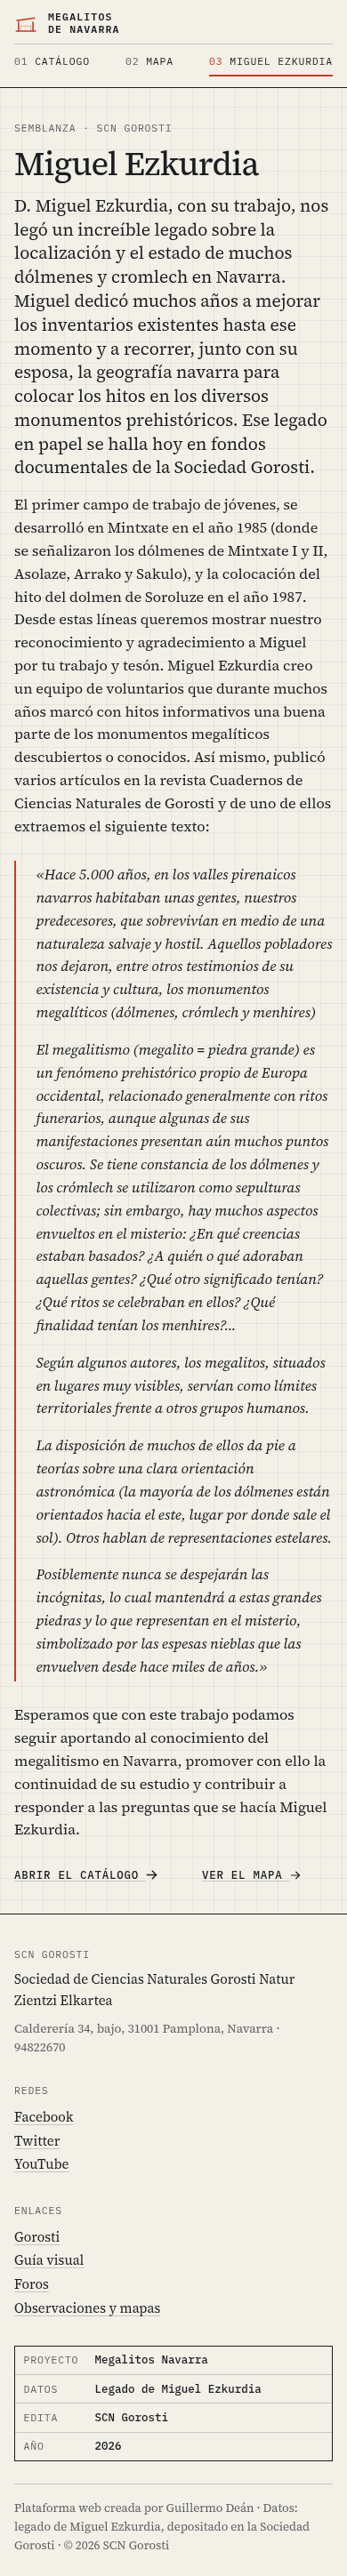 MEGALITOS
DE NAVARRA
01 CATÁLOGO 02 MAPA 03 MIGUEL EZKURDIA
SEMBLANZA · SCN GOROSTI
Miguel Ezkurdia
D. Miguel Ezkurdia, con su trabajo, nos
legó un increíble legado sobre la
localización y el estado de muchos
dólmenes y cromlech en Navarra.
Miguel dedicó muchos años a mejorar
los inventarios existentes hasta ese
momento y a recorrer, junto con su
esposa, la geografía navarra para
colocar los hitos en los diversos
monumentos prehistóricos. Ese legado
en papel se halla hoy en fondos
documentales de la Sociedad Gorosti.
El primer campo de trabajo de jóvenes, se
desarrolló en Mintxate en el año 1985 (donde
se señalizaron los dólmenes de Mintxate I y II,
Asolaze, Arrako y Sakulo), y la colocación del
hito del dolmen de Soroluze en el año 1987.
Desde estas líneas queremos mostrar nuestro
reconocimiento y agradecimiento a Miguel
por tu trabajo y tesón. Miguel Ezkurdia creo
un equipo de voluntarios que durante muchos
años marcó con hitos informativos una buena
parte de los monumentos megalíticos
descubiertos o conocidos. Así mismo, publicó
varios artículos en la revista Cuadernos de
Ciencias Naturales de Gorosti y de uno de ellos
extraemos el siguiente texto:
«Hace 5.000 años, en los valles pirenaicos
navarros habitaban unas gentes, nuestros
predecesores, que sobrevivían en medio de una
naturaleza salvaje y hostil. Aquellos pobladores
nos dejaron, entre otros testimonios de su
existencia y cultura, los monumentos
megalíticos (dólmenes, crómlech y menhires)
El megalitismo (megalito = piedra grande) es
un fenómeno prehistórico propio de Europa
occidental, relacionado generalmente con ritos
funerarios, aunque algunas de sus
manifestaciones presentan aún muchos puntos
oscuros. Se tiene constancia de los dólmenes y
los crómlech se utilizaron como sepulturas
colectivas; sin embargo, hay muchos aspectos
envueltos en el misterio: ¿En qué creencias
estaban basados? ¿A quién o qué adoraban
aquellas gentes? ¿Qué otro significado tenían?
¿Qué ritos se celebraban en ellos? ¿Qué
finalidad tenían los menhires?...
Según algunos autores, los megalitos, situados
en lugares muy visibles, servían como límites
territoriales frente a otros grupos humanos.
La disposición de muchos de ellos da pie a
teorías sobre una clara orientación
astronómica (la mayoría de los dólmenes están
orientados hacia el este, lugar por donde sale el
sol). Otros hablan de representaciones estelares.
Posiblemente nunca se despejarán las
incógnitas, lo cual mantendrá a estas grandes
piedras y lo que representan en el misterio,
simbolizado por las espesas nieblas que las
envuelven desde hace miles de años.»
Esperamos que con este trabajo podamos
seguir aportando al conocimiento del
megalitismo en Navarra, promover con ello la
continuidad de su estudio y contribuir a
responder a las preguntas que se hacía Miguel
Ezkurdia.
ABRIR EL CATÁLOGO → VER EL MAPA →
SCN GOROSTI
Sociedad de Ciencias Naturales Gorosti Natur
Zientzi Elkartea
Calderería 34, bajo, 31001 Pamplona, Navarra ·
94822670
REDES
Facebook
Twitter
YouTube
ENLACES
Gorosti
Guía visual
Foros
Observaciones y mapas
PROYECTO Megalitos Navarra
DATOS Legado de Miguel Ezkurdia
EDITA SCN Gorosti
AÑO 2026
Plataforma web creada por Guillermo Deán · Datos:
legado de Miguel Ezkurdia, depositado en la Sociedad
Gorosti · © 2026 SCN Gorosti